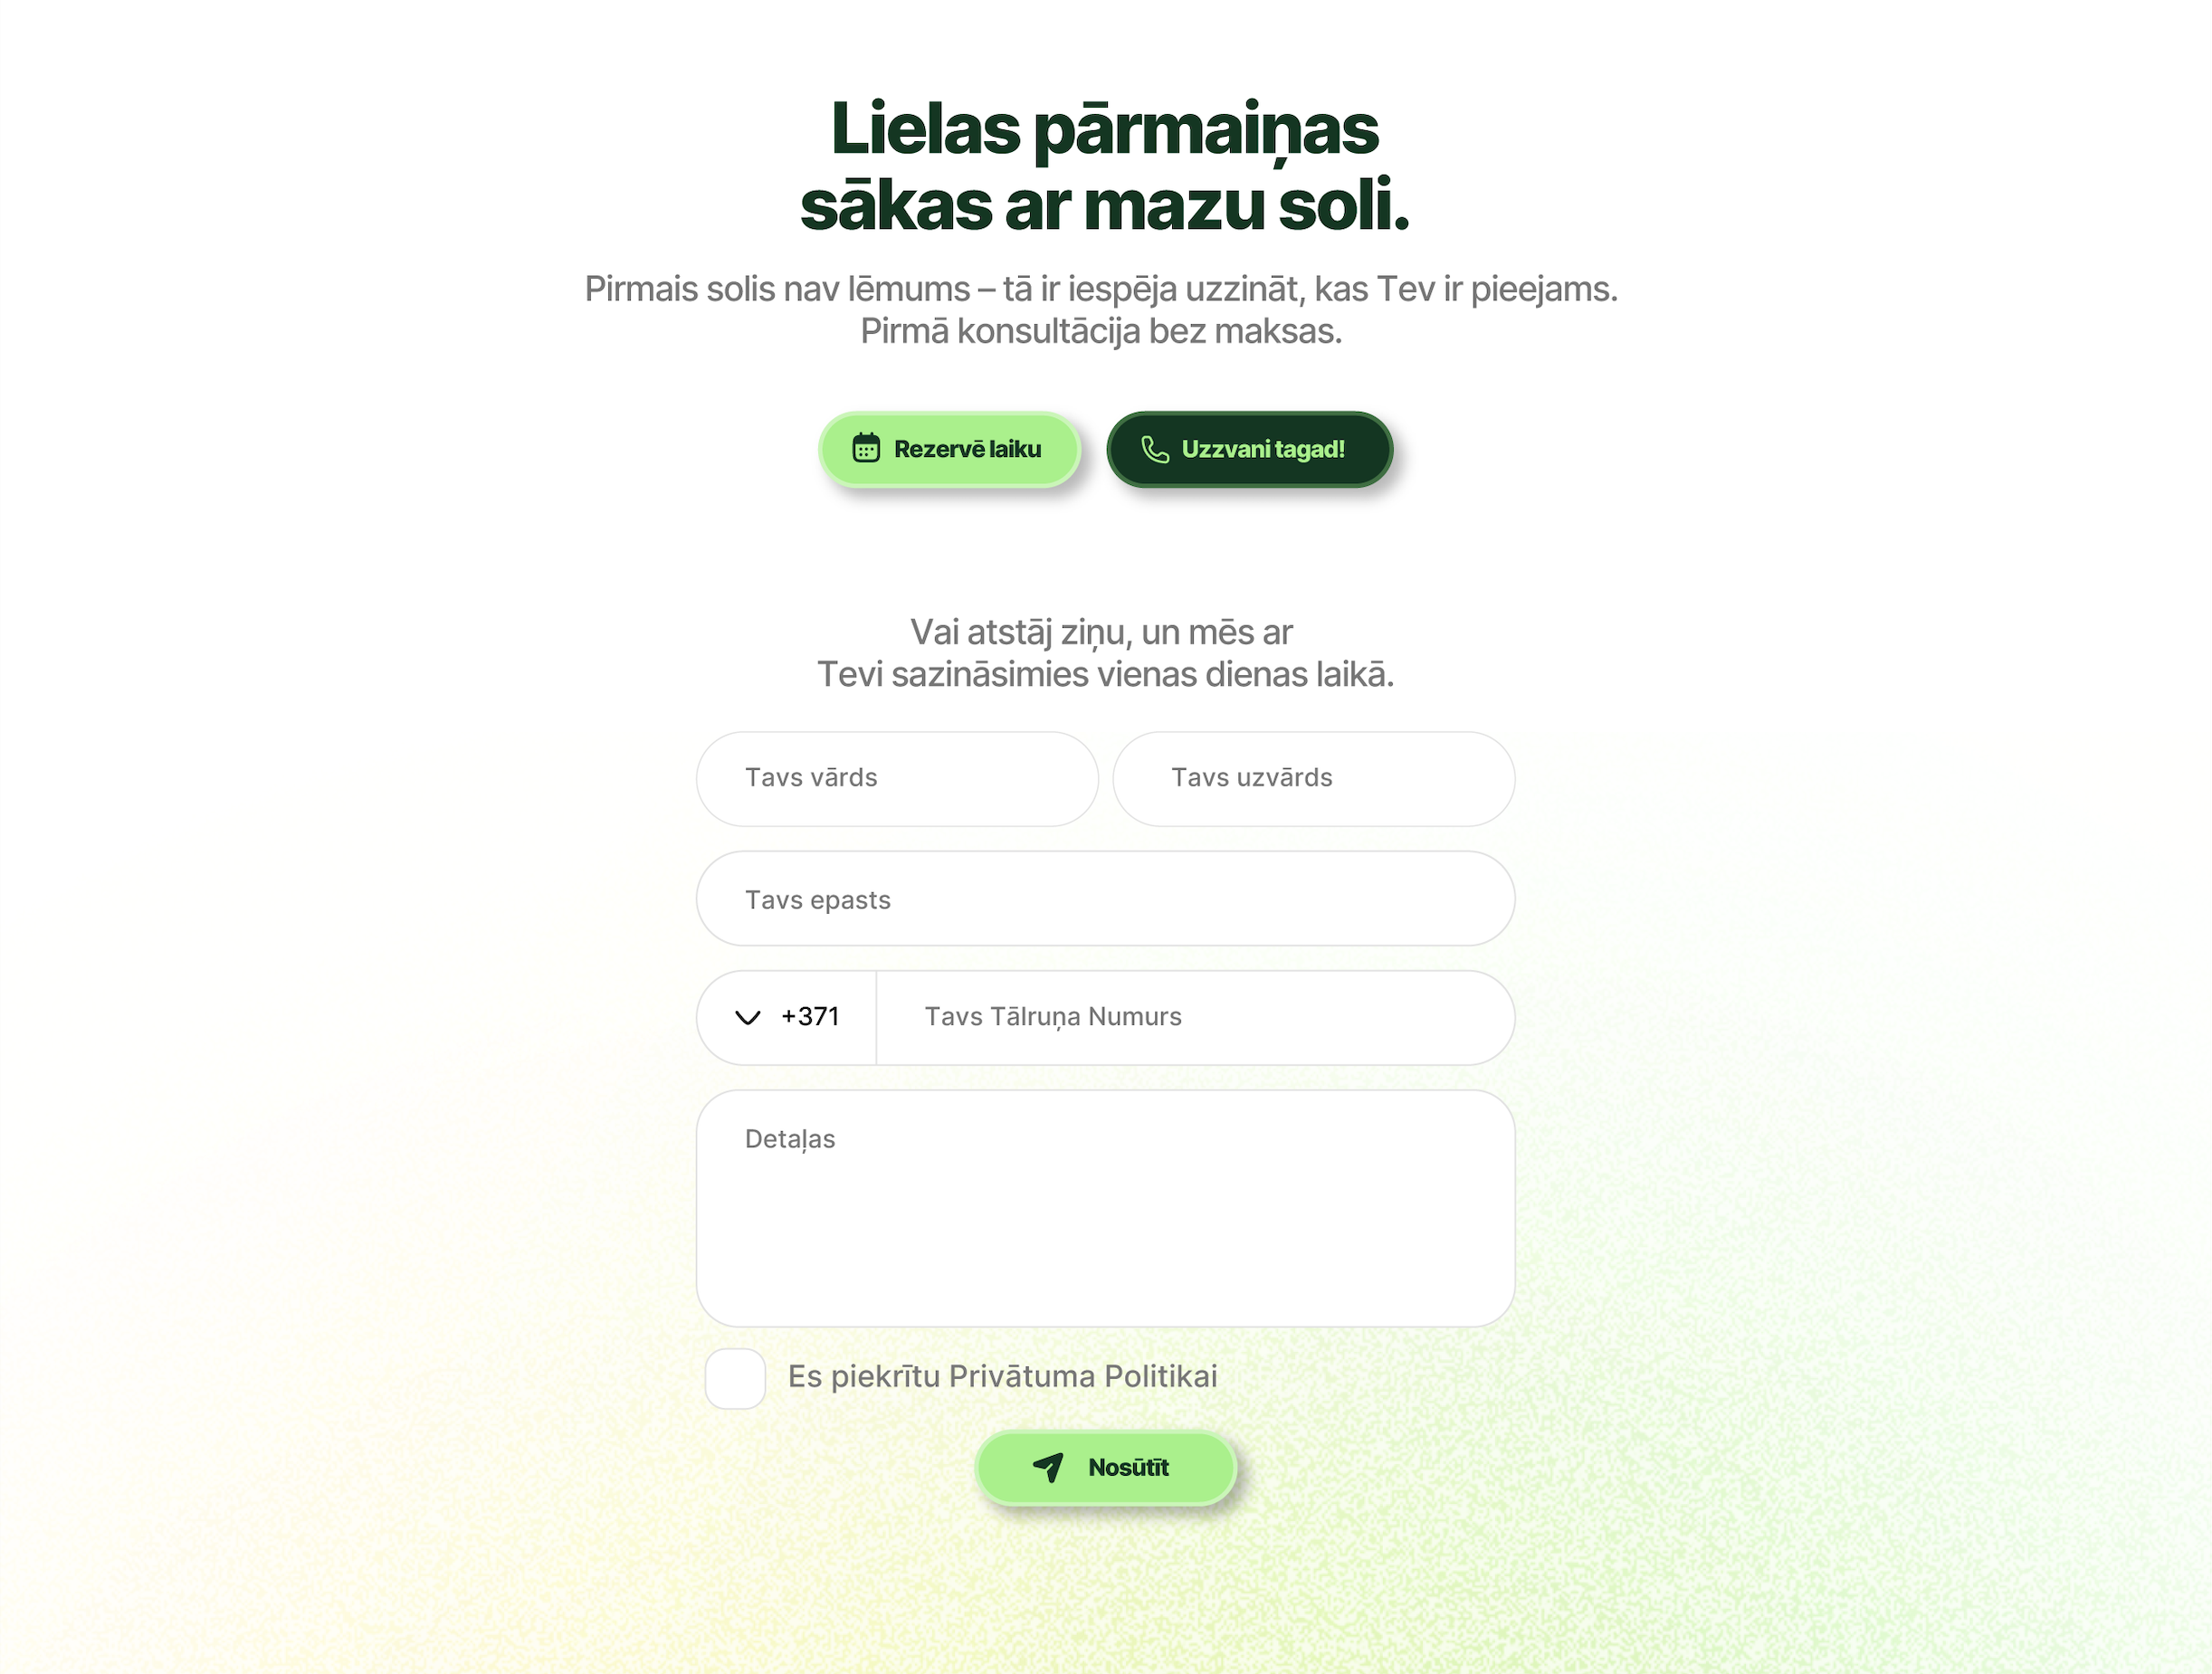 Lielas pārmaiņas
sākas ar mazu soli.
Pirmais solis nav lēmums – tā ir iespēja uzzināt, kas Tev ir pieejams.
Pirmā konsultācija bez maksas.
Rezervē laiku
Uzzvani tagad!
Vai atstāj ziņu, un mēs ar
Tevi sazināsimies vienas dienas laikā.
Tavs vārds
Tavs uzvārds
Tavs epasts
+371
Tavs Tālruņa Numurs
Detaļas
Es piekrītu Privātuma Politikai
Nosūtīt